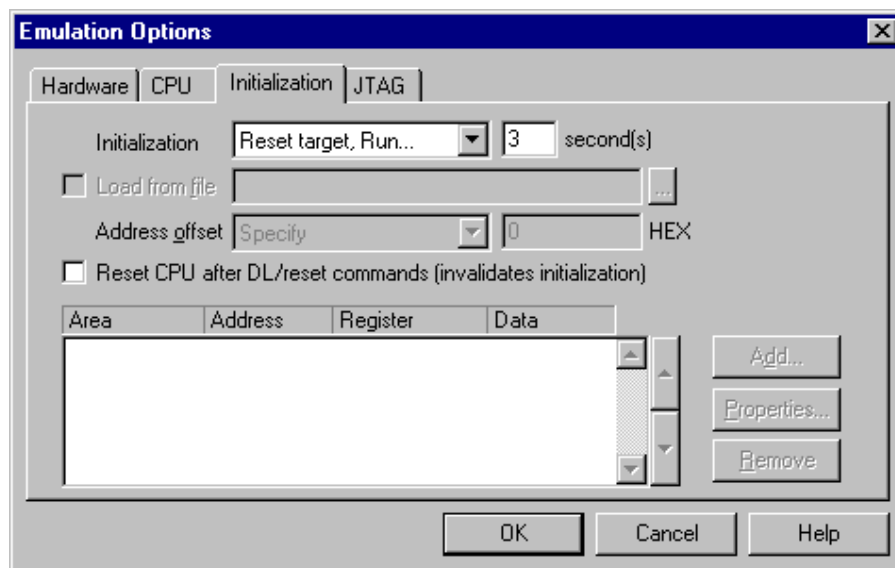 Emulation Options
Hardware CPU Initialization JTAG
Initialization Reset target, Run... 3 second(s)
Load from file ...
Address offset Specify 0 HEX
Reset CPU after DL/reset commands (invalidates initialization)
Area Address Register Data
Add...
Properties...
Remove
OK Cancel Help